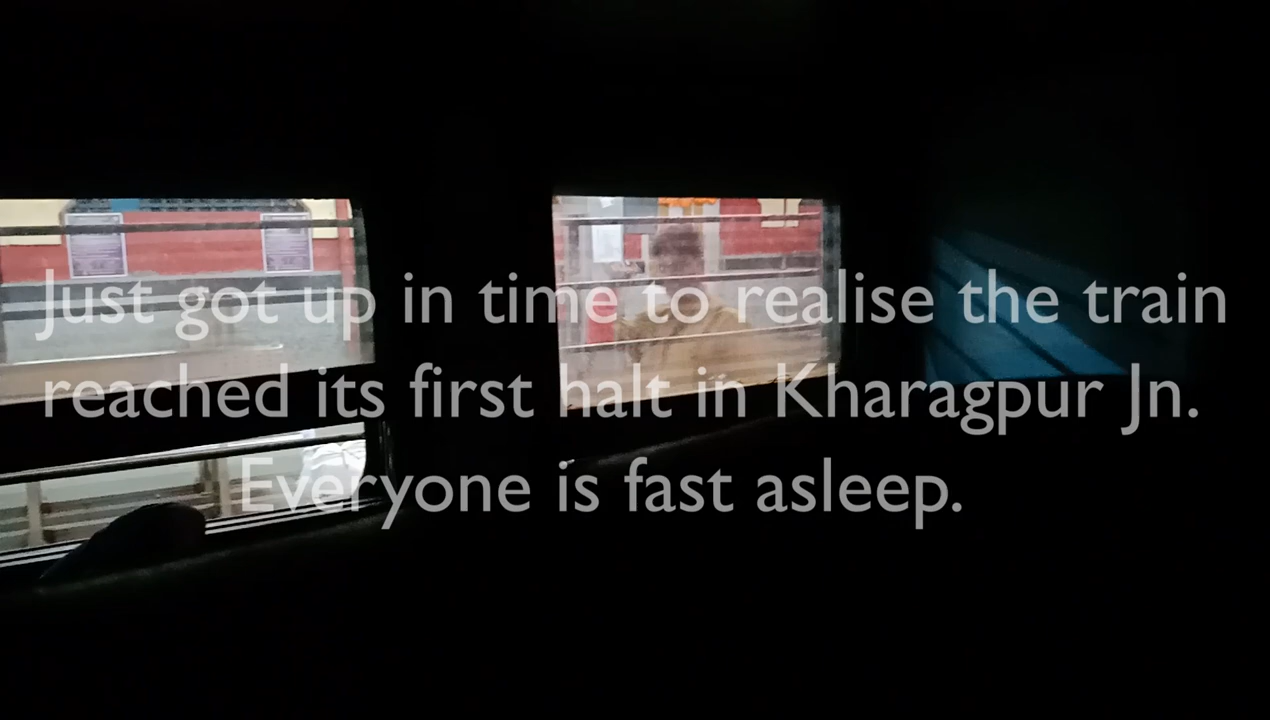 Just got up in time to realise the train
reached its first halt in Kharagpur Jn.
Everyone is fast asleep.